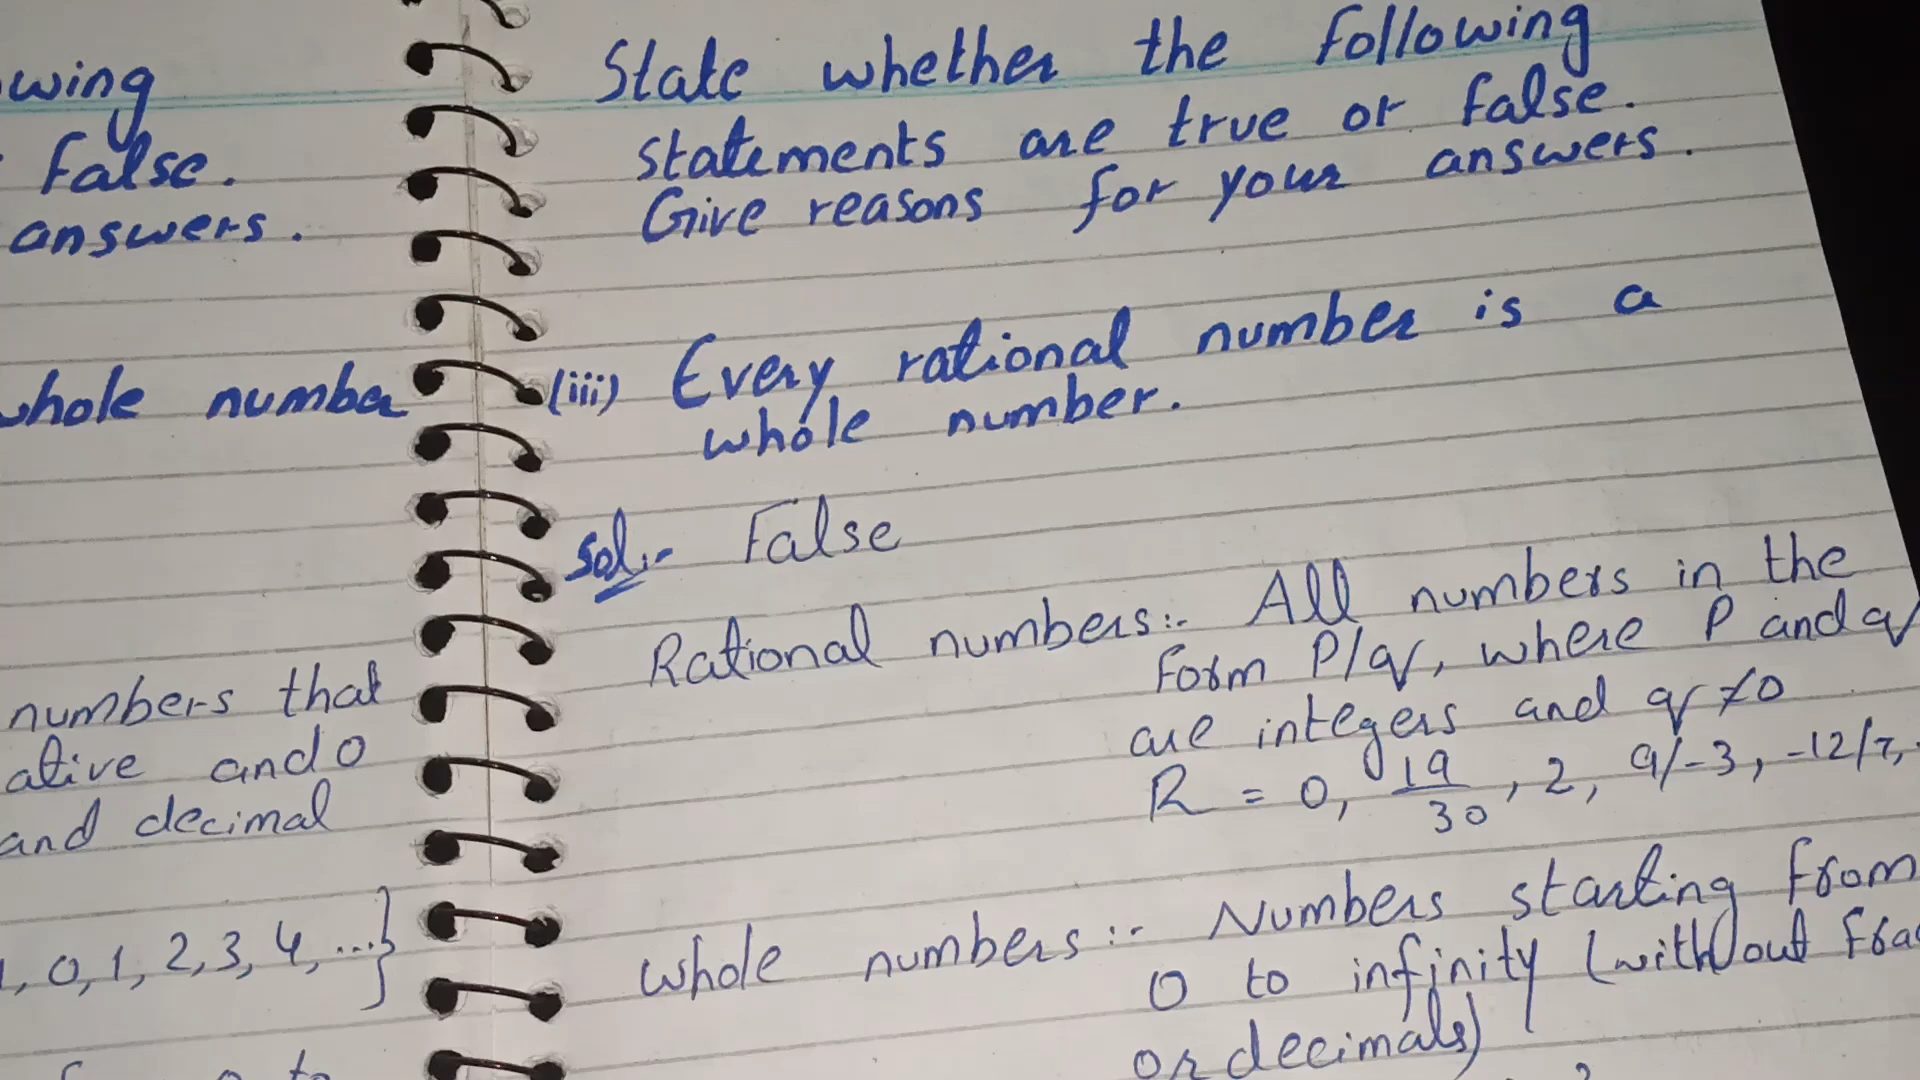 wing
false.
answers.
whole number
numbers that
ative and 0
and decimal
, 0, 1, 2, 3, 4, ...}
State whether the following
statements are true or false.
Give reasons for your answers.
(iii) Every rational number is a
whole number.
Sol:- False
Rational numbers:- All numbers in the
form P/q, where P and q
are integers and q≠0
R = 0, 19/30, 2, 9/-3, -12/7,
whole numbers:- Numbers starting from
0 to infinity (without frac
or decimals)